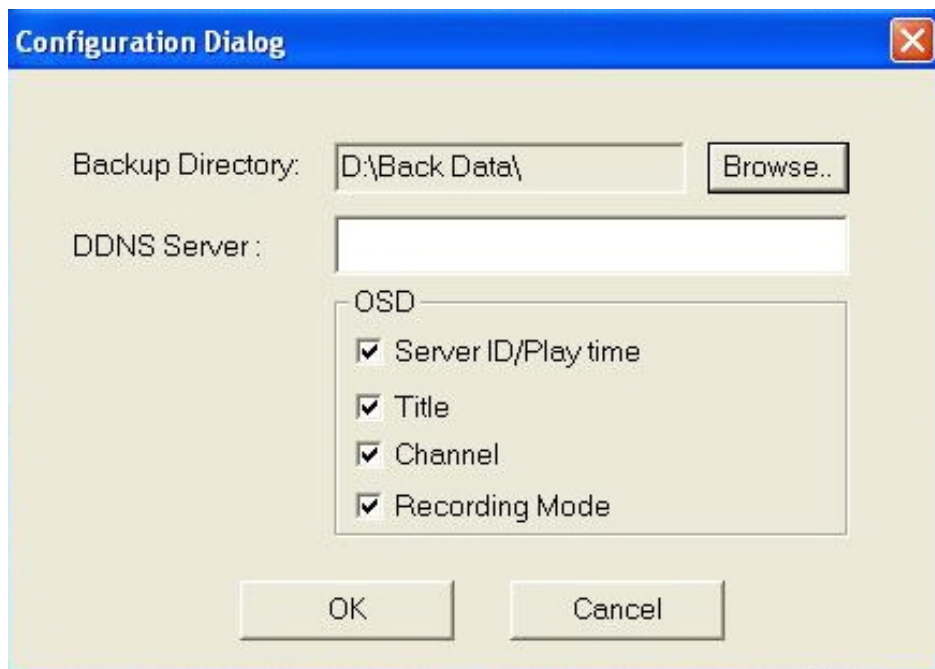 Configuration Dialog
Backup Directory: D:\Back Data\ Browse..
DDNS Server :
OSD
Server ID/Play time
Title
Channel
Recording Mode
OK Cancel